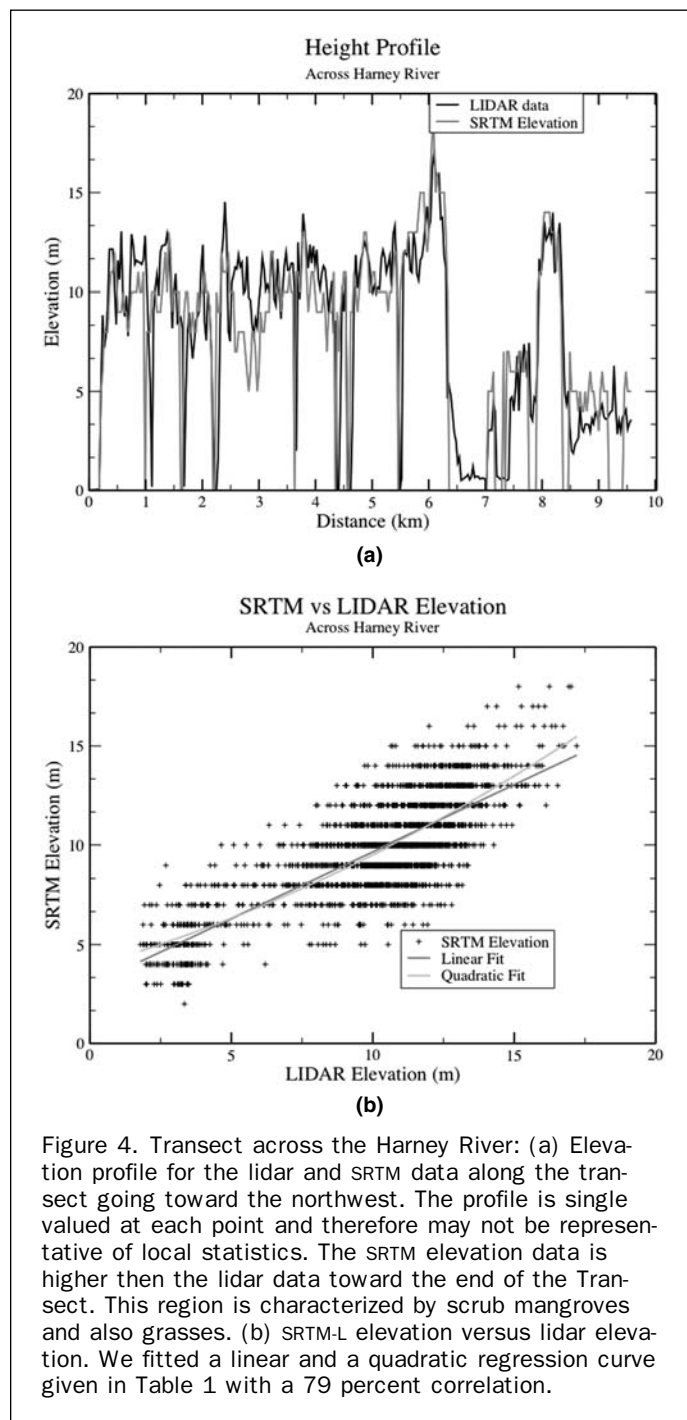 Height Profile
Across Harney River
20
LIDAR data
SRTM Elevation
15
10
5
0
Elevation (m)
0 1 2 3 4 5 6 7 8 9 10
Distance (km)
(a)
SRTM vs LIDAR Elevation
Across Harney River
20
15
10
5
0
SRTM Elevation (m)
SRTM Elevation
Linear Fit
Quadratic Fit
0 5 10 15 20
LIDAR Elevation (m)
(b)
Figure 4. Transect across the Harney River: (a) Eleva-
tion profile for the lidar and SRTM data along the tran-
sect going toward the northwest. The profile is single
valued at each point and therefore may not be represen-
tative of local statistics. The SRTM elevation data is
higher then the lidar data toward the end of the Tran-
sect. This region is characterized by scrub mangroves
and also grasses. (b) SRTM-L elevation versus lidar eleva-
tion. We fitted a linear and a quadratic regression curve
given in Table 1 with a 79 percent correlation.